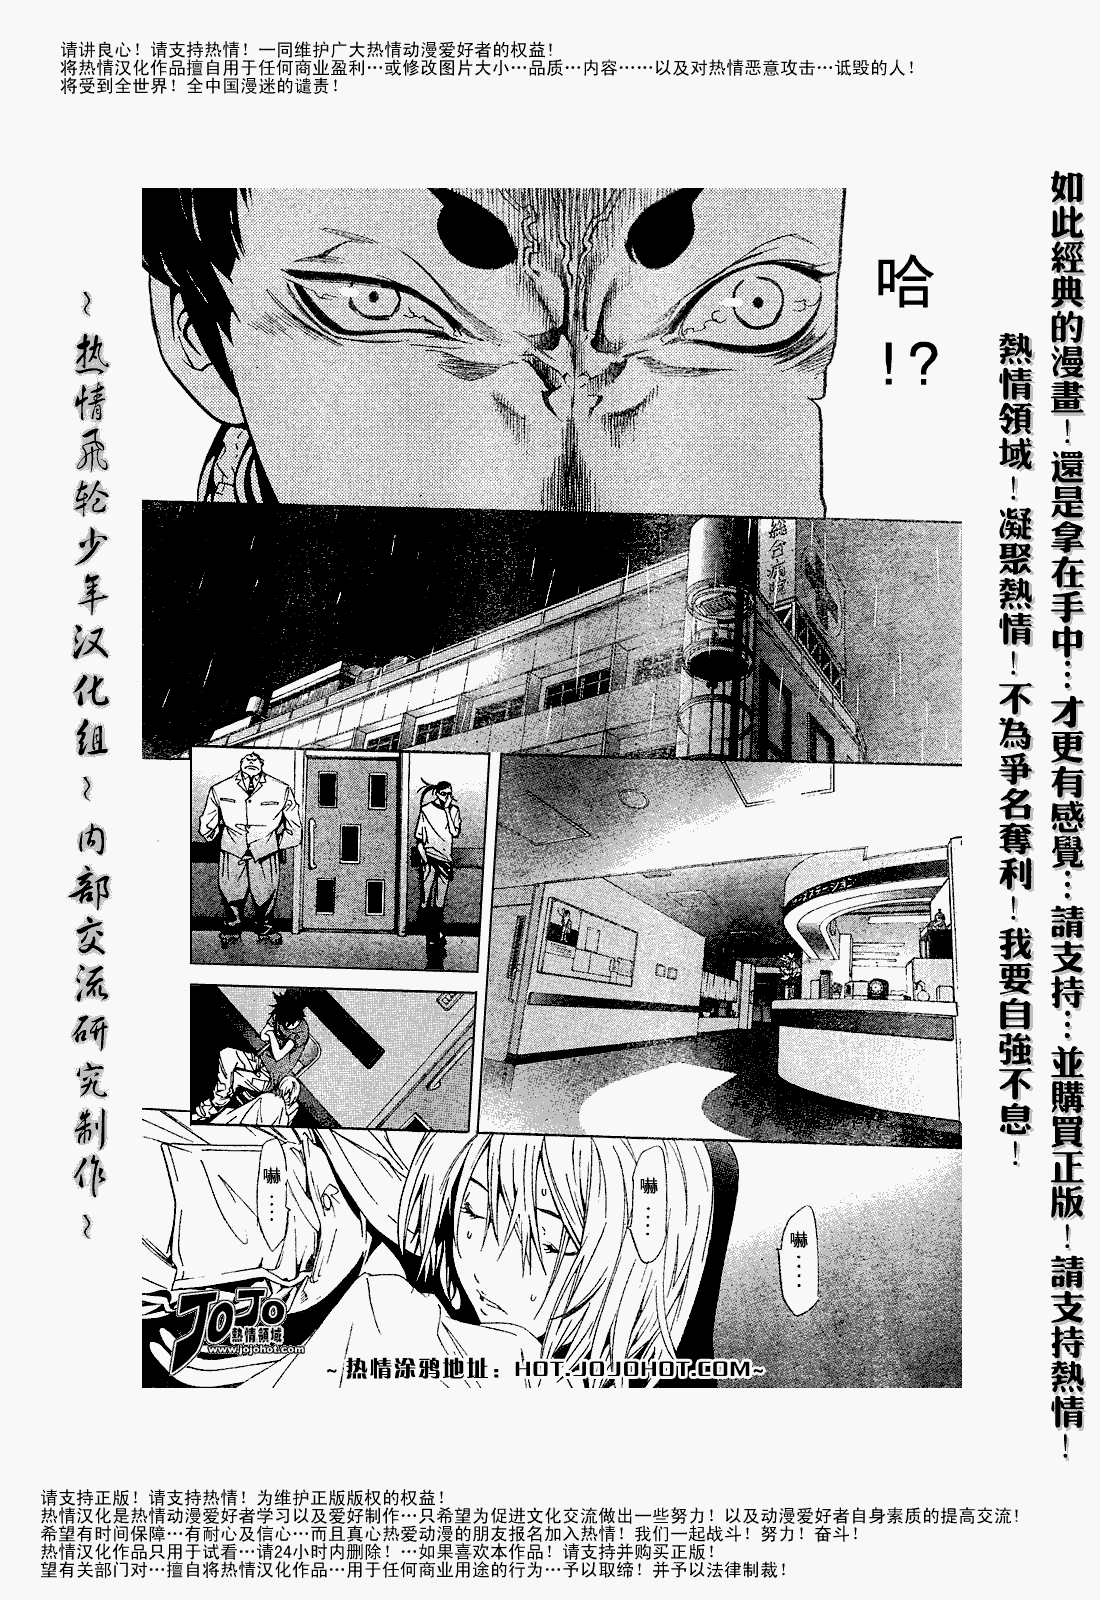 请讲良心！请支持热情！一同维护广大热情动漫爱好者的权益！
将热情汉化作品擅自用于任何商业盈利…或修改图片大小…品质…内容……以及对热情恶意攻击…诋毁的人！
将受到全世界！全中国漫迷的谴责！
如此經典的漫畫！還是拿在手中…才更有感覺…請支持…並購買正版！請支持熱情！
熱情領域！凝聚熱情！不為爭名奪利！我要自強不息！
~热情飛轮少年汉化组~内部交流研究制作~
哈
!?
総合病
嚇
....
嚇
....
嚇
....
JOJO
熱情領域
www.jojohot.com
~热情涂鸦地址：HOT.JOJOHOT.COM~
请支持正版！请支持热情！为维护正版版权的权益！
热情汉化是热情动漫爱好者学习以及爱好制作…只希望为促进文化交流做出一些努力！以及动漫爱好者自身素质的提高交流！
希望有时间保障…有耐心及信心…而且真心热爱动漫的朋友报名加入热情！我们一起战斗！努力！奋斗！
热情汉化作品只用于试看…请24小时内删除！…如果喜欢本作品！请支持并购买正版！
望有关部门对…擅自将热情汉化作品…用于任何商业用途的行为…予以取缔！并予以法律制裁！